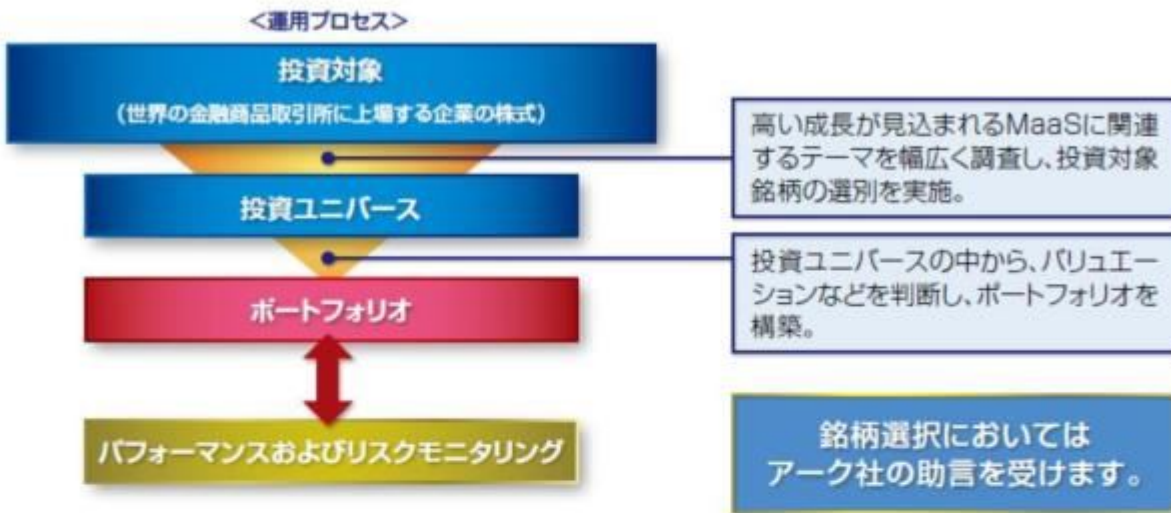 <運用プロセス>
投資対象
(世界の金融商品取引所に上場する企業の株式)
高い成長が見込まれるMaaSに関連
するテーマを幅広く調査し、投資対象
銘柄の選別を実施。
投資ユニバース
投資ユニバースの中から、バリュエー
ションなどを判断し、ポートフォリオを
構築。
ポートフォリオ
パフォーマンスおよびリスクモニタリング
銘柄選択においては
アーク社の助言を受けます。